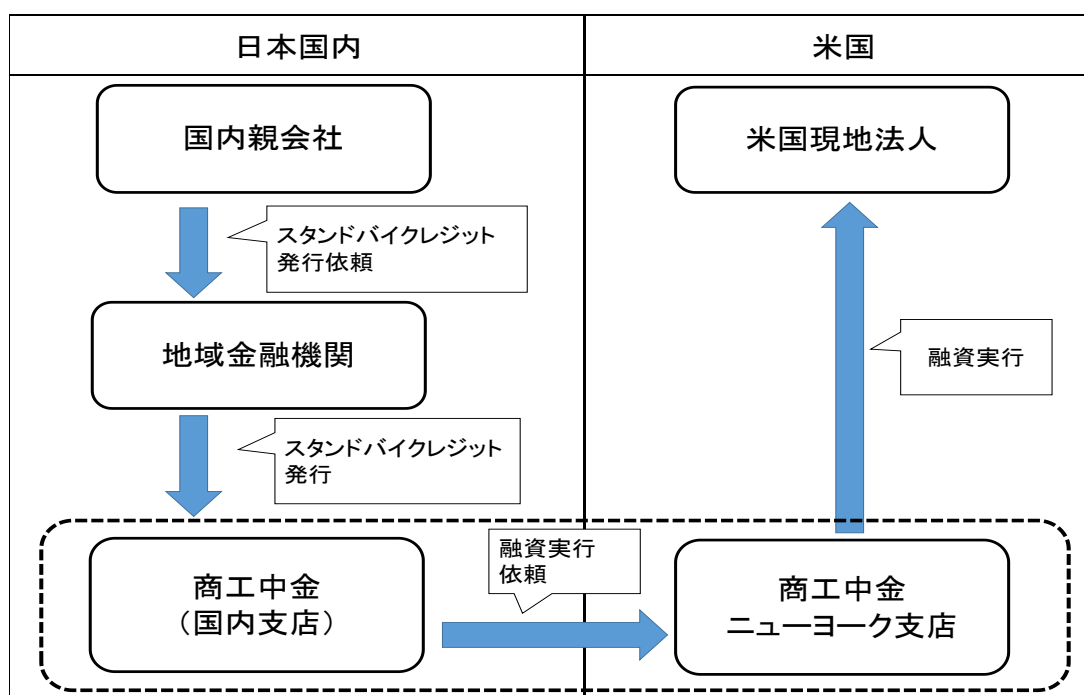 日本国内
米国
国内親会社
米国現地法人
スタンドバイクレジット
発行依頼
地域金融機関
融資実行
スタンドバイクレジット
発行
融資実行
依頼
商工中金
（国内支店）
商工中金
ニューヨーク支店